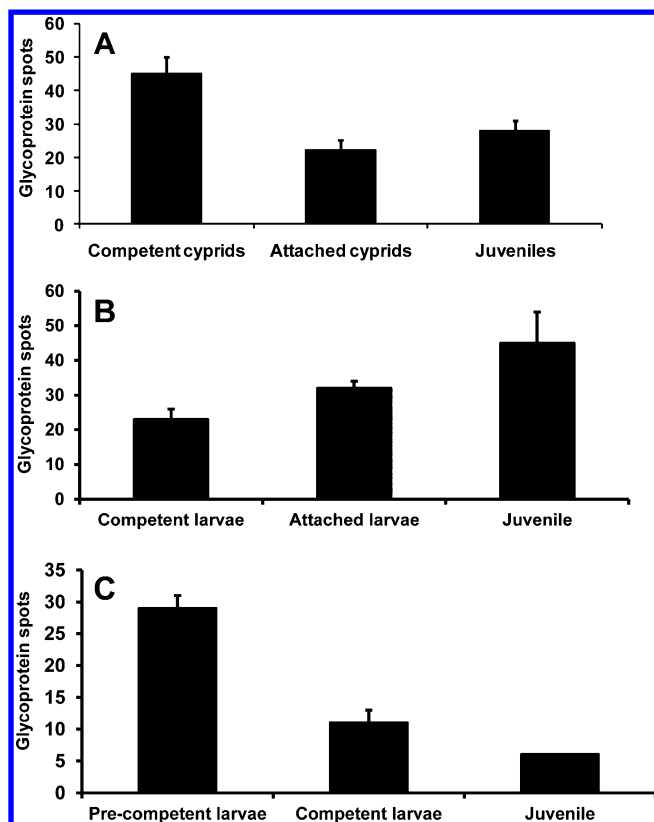 A
Glycoprotein spots
60
50
40
30
20
10
0
Competent cyprids
Attached cyprids
Juveniles
B
Glycoprotein spots
60
50
40
30
20
10
0
Competent larvae
Attached larvae
Juvenile
C
Glycoprotein spots
35
30
25
20
15
10
5
0
Pre-competent larvae
Competent larvae
Juvenile